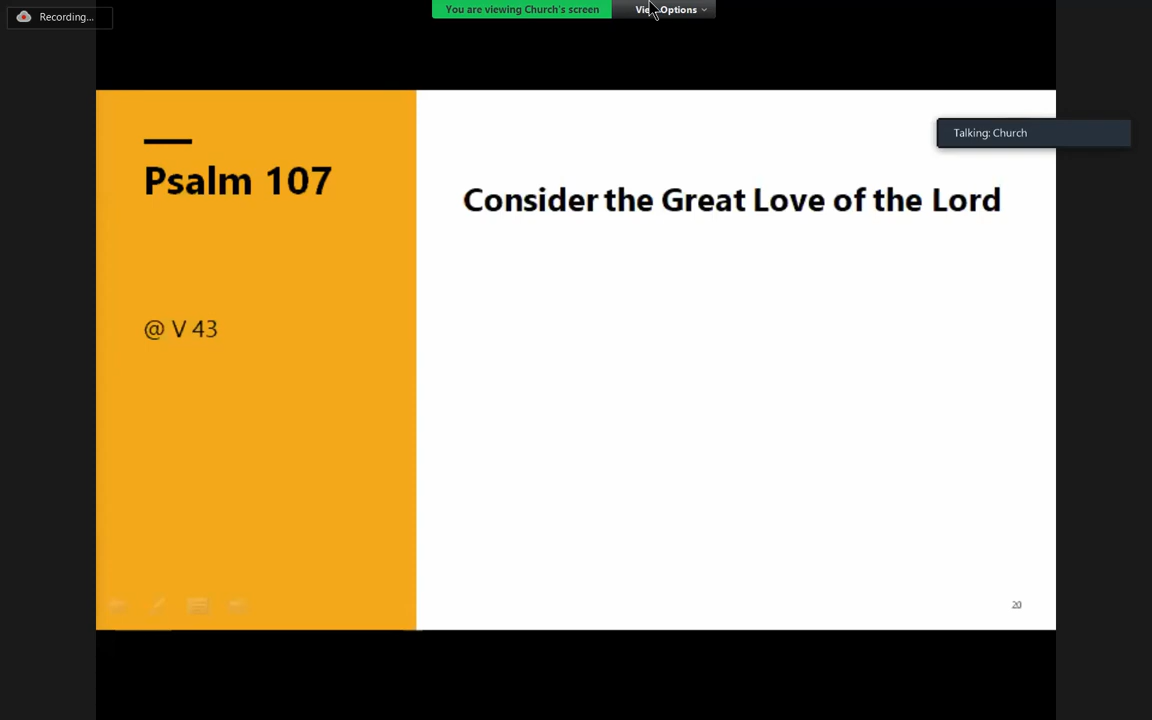 Recording...
You are viewing Church's screen
View Options
Talking: Church
Psalm 107
Consider the Great Love of the Lord
@ V 43
20